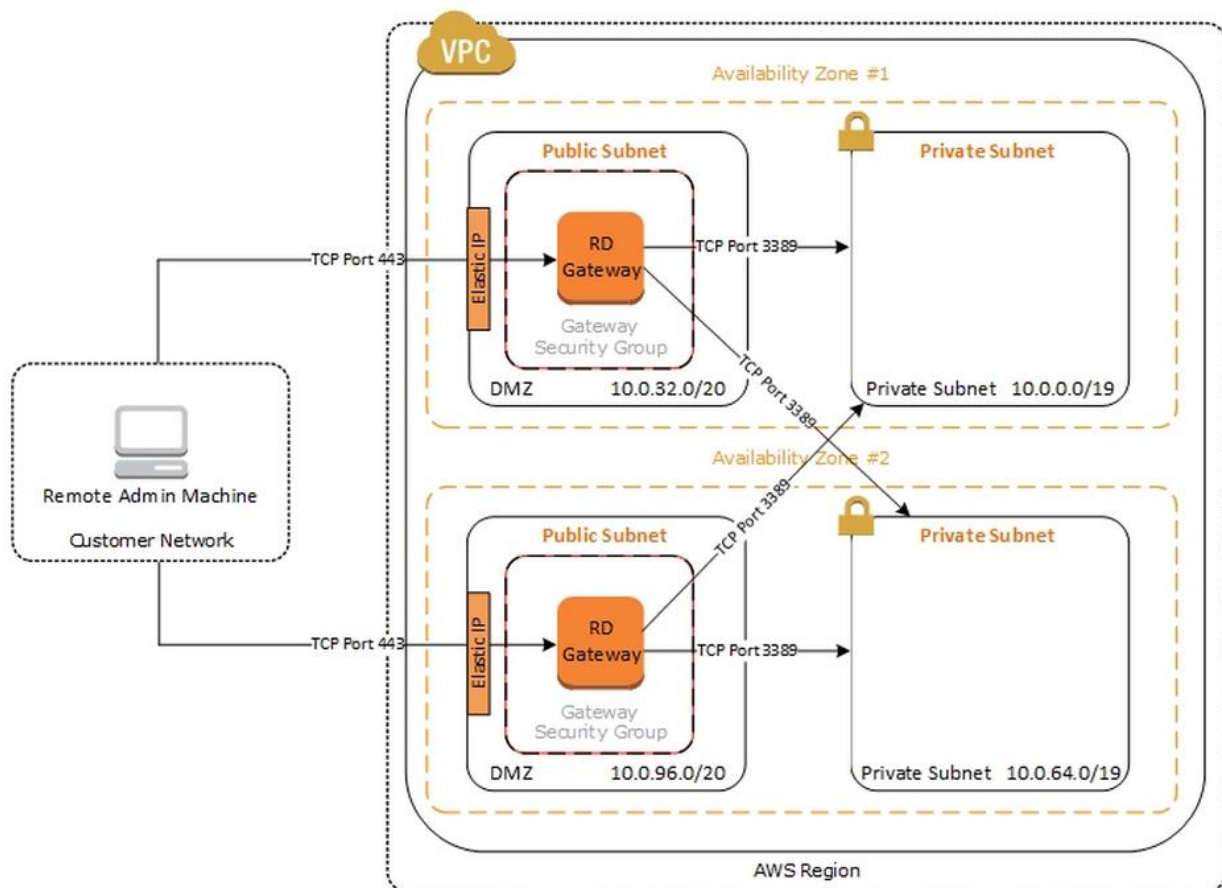 VPC
Availability Zone #1
Public Subnet
Private Subnet
TCP Port 443
Elastic IP
RD
Gateway
TCP Port 3389
Gateway
Security Group
DMZ
10.0.32.0/20
TCP Port 3389
Private Subnet 10.0.0.0/19
Remote Admin Machine
Customer Network
Availability Zone #2
TCP Port 3389
Public Subnet
Private Subnet
TCP Port 443
Elastic IP
RD
Gateway
TCP Port 3389
Gateway
Security Group
DMZ
10.0.96.0/20
Private Subnet 10.0.64.0/19
AWS Region